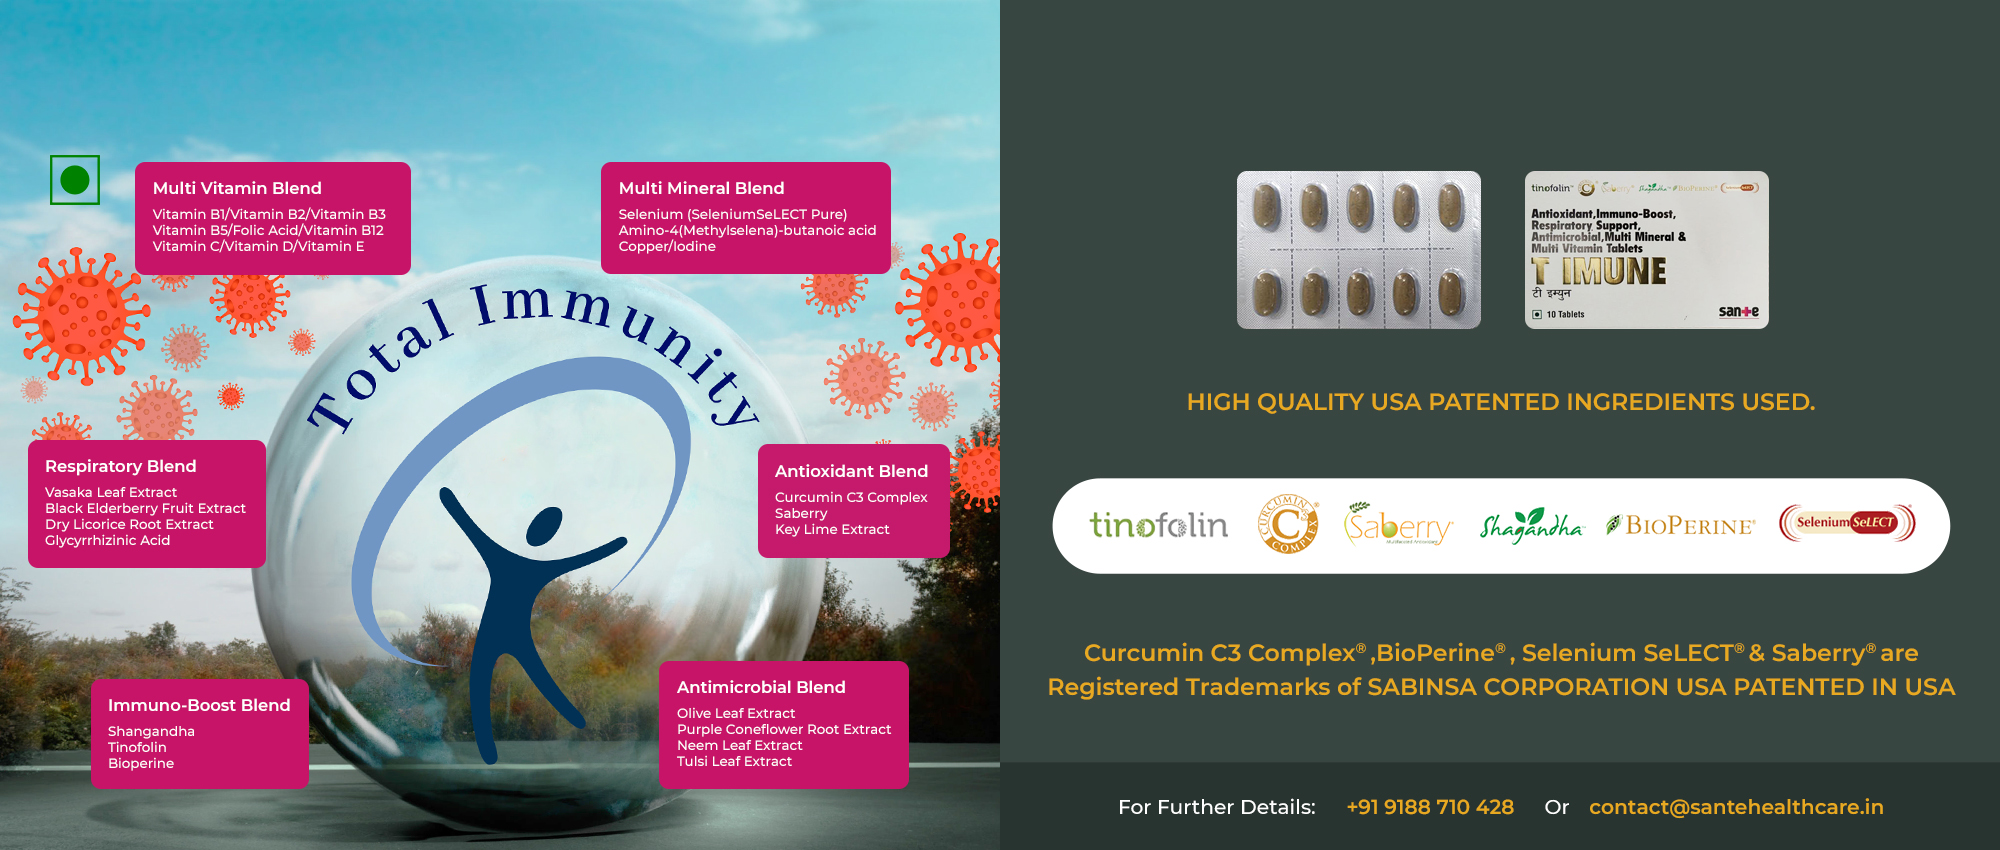 Multi Vitamin Blend
Vitamin B1/Vitamin B2/Vitamin B3
Vitamin B5/Folic Acid/Vitamin B12
Vitamin C/Vitamin D/Vitamin E
Multi Mineral Blend
Selenium (SeleniumSeLECT Pure)
Amino-4(Methylselena)-butanoic acid
Copper/Iodine
Total Immunity
Respiratory Blend
Vasaka Leaf Extract
Black Elderberry Fruit Extract
Dry Licorice Root Extract
Glycyrrhizinic Acid
Antioxidant Blend
Curcumin C3 Complex
Saberry
Key Lime Extract
Immuno-Boost Blend
Shangandha
Tinofolin
Bioperine
Antimicrobial Blend
Olive Leaf Extract
Purple Coneflower Root Extract
Neem Leaf Extract
Tulsi Leaf Extract
tinofolin™ C³ Saberry® Shagandha™ BIOPERINE®
Antioxidant,Immuno-Boost,
Respiratory Support,
Antimicrobial,Multi Mineral &
Multi Vitamin Tablets
T IMUNE
टी इम्युन
10 Tablets
sante
HIGH QUALITY USA PATENTED INGREDIENTS USED.
tinofolin CURCUMIN C³ COMPLEX® Saberry® Shagandha™ BIOPERINE® Selenium SeLECT®
Curcumin C3 Complex® ,BioPerine® , Selenium SeLECT® & Saberry® are
Registered Trademarks of SABINSA CORPORATION USA PATENTED IN USA
For Further Details: +91 9188 710 428 Or contact@santehealthcare.in